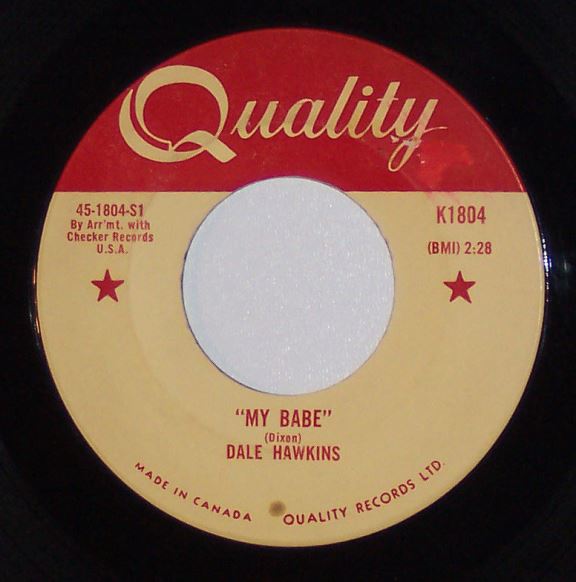 Quality
45-1804-S1
By Arr'mt. with
Checker Records
U.S.A.
K1804
(BMI) 2:28
"MY BABE"
(Dixon)
DALE HAWKINS
MADE IN CANADA
QUALITY RECORDS LTD.